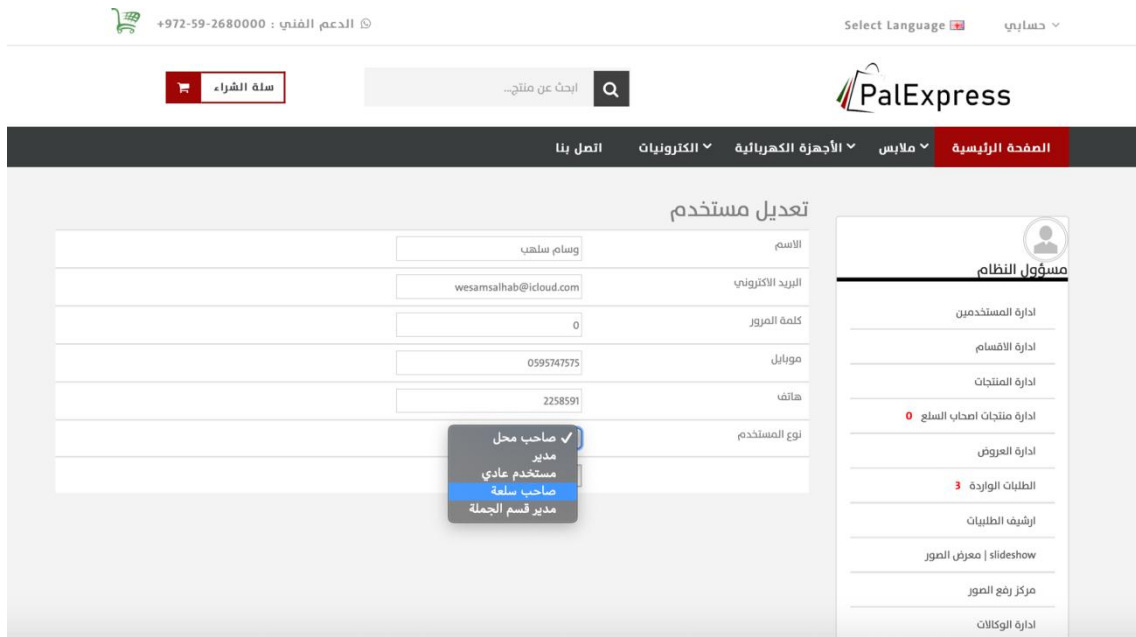 حسابي
Select Language
الدعم الفني : 972-59-2680000+
PalExpress
ابحث عن منتج...
سلة الشراء
الصفحة الرئيسية
ملابس
الأجهزة الكهربائية
الكترونيات
اتصل بنا
مسؤول النظام
ادارة المستخدمين
ادارة الاقسام
ادارة المنتجات
ادارة منتجات اصحاب السلع 0
ادارة العروض
الطلبات الواردة 3
ارشيف الطلبيات
slideshow | معرض الصور
مركز رفع الصور
ادارة الوكالات
تعديل مستخدم
الاسم
وسام سلهب
البريد الاكتروني
wesamsalhab@icloud.com
كلمة المرور
0
موبايل
0595747575
هاتف
2258591
نوع المستخدم
✓ صاحب محل
مدير
مستخدم عادي
صاحب سلعة
مدير قسم الجملة